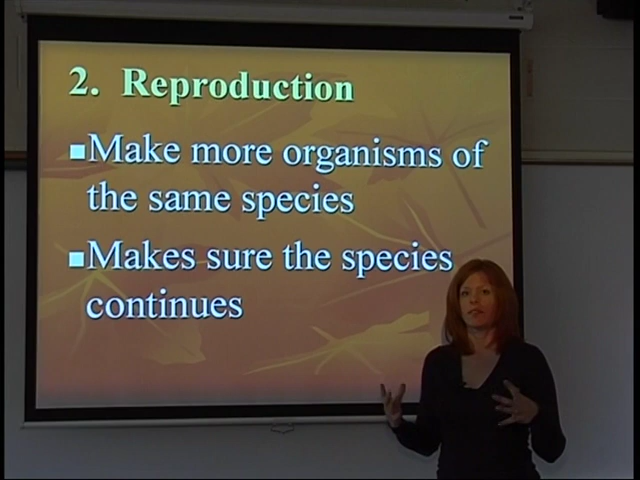 2. Reproduction
Make more organisms of
the same species
Makes sure the species
continues